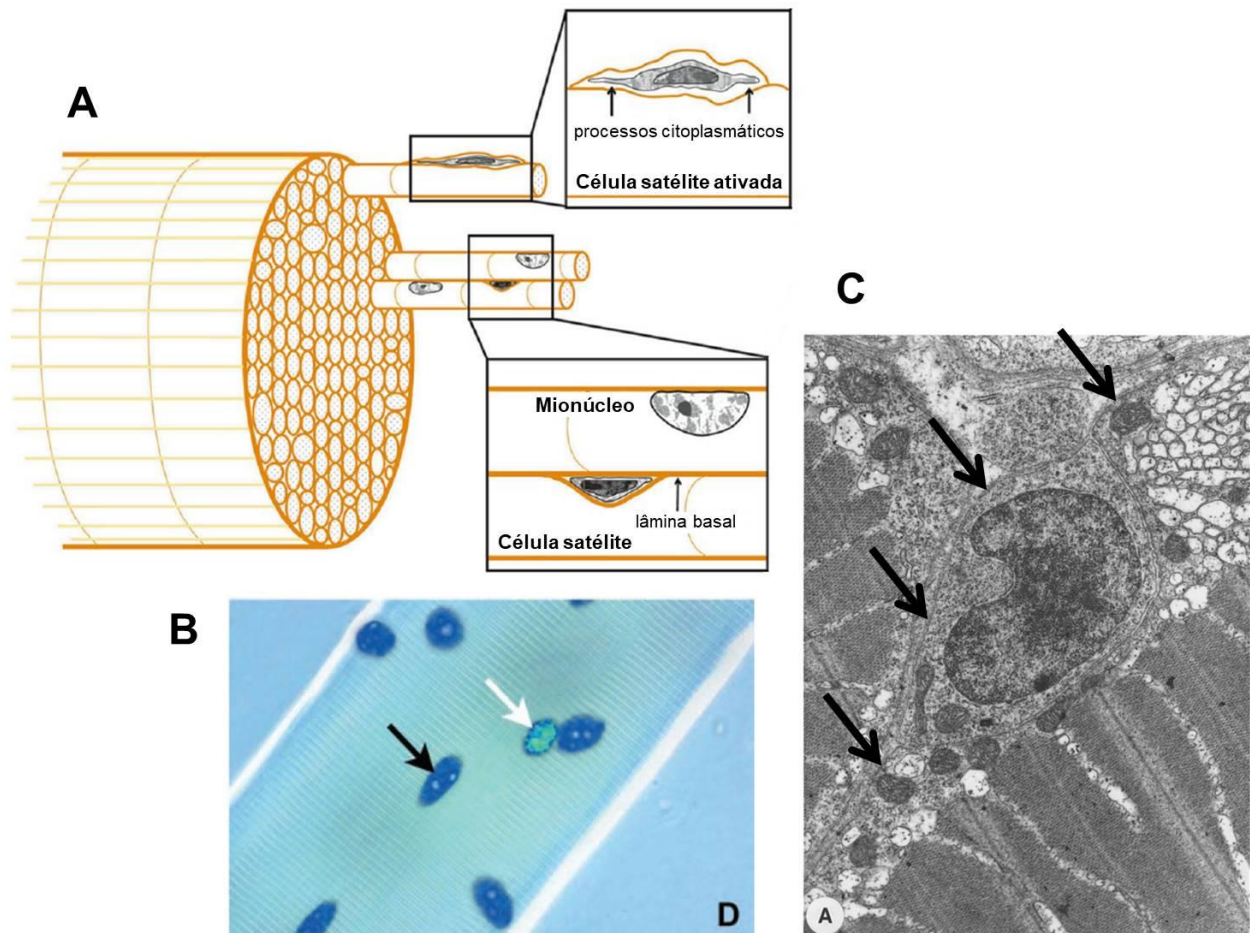 A
processos citoplasmáticos
Célula satélite ativada
Mionúcleo
lâmina basal
Célula satélite
B
D
C
A